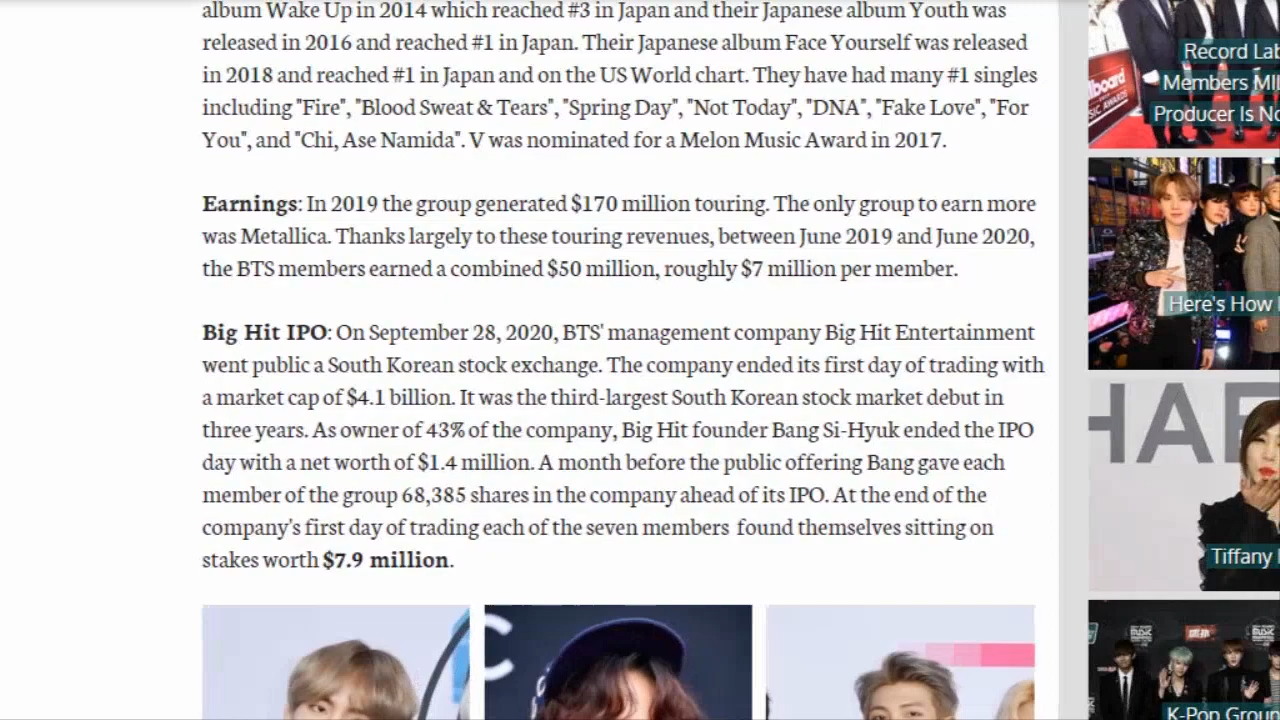 album Wake Up in 2014 which reached #3 in Japan and their Japanese album Youth was
released in 2016 and reached #1 in Japan. Their Japanese album Face Yourself was released
in 2018 and reached #1 in Japan and on the US World chart. They have had many #1 singles
including "Fire", "Blood Sweat & Tears", "Spring Day", "Not Today", "DNA", "Fake Love", "For
You", and "Chi, Ase Namida". V was nominated for a Melon Music Award in 2017.
Earnings: In 2019 the group generated $170 million touring. The only group to earn more
was Metallica. Thanks largely to these touring revenues, between June 2019 and June 2020,
the BTS members earned a combined $50 million, roughly $7 million per member.
Big Hit IPO: On September 28, 2020, BTS' management company Big Hit Entertainment
went public a South Korean stock exchange. The company ended its first day of trading with
a market cap of $4.1 billion. It was the third-largest South Korean stock market debut in
three years. As owner of 43% of the company, Big Hit founder Bang Si-Hyuk ended the IPO
day with a net worth of $1.4 million. A month before the public offering Bang gave each
member of the group 68,385 shares in the company ahead of its IPO. At the end of the
company's first day of trading each of the seven members found themselves sitting on
stakes worth $7.9 million.
Record Lab
Members MI
Producer Is No
Here's How
HAE
Tiffany
K-Pop Group